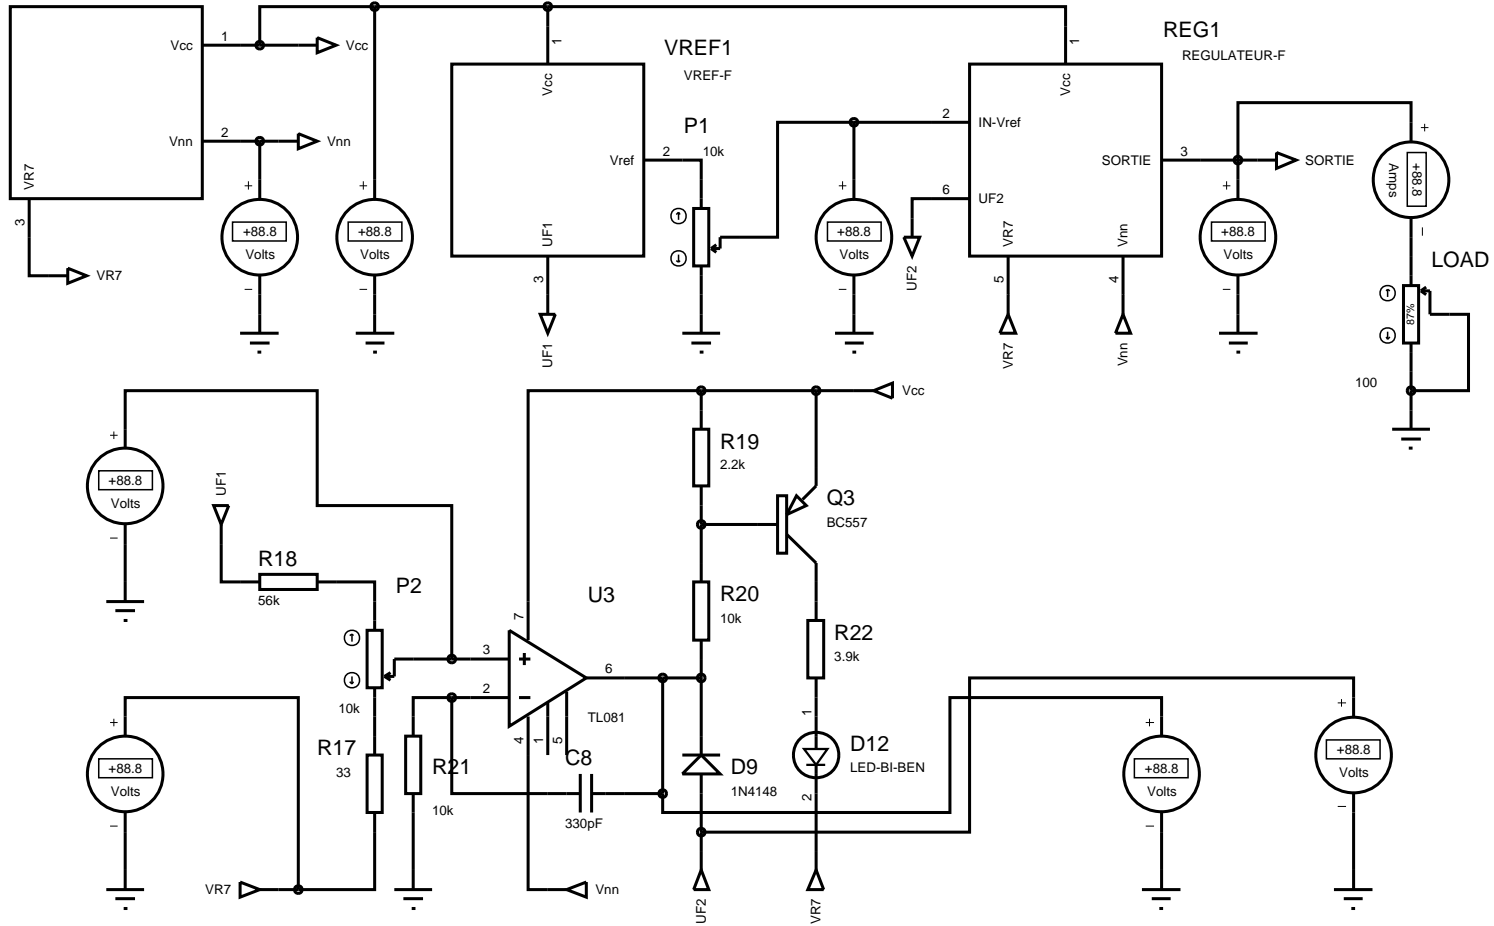 Vcc
1
Vcc
Vnn
2
Vnn
VR7
3
VR7
+
+88.8
Volts
−
+
+88.8
Volts
−
VREF1
VREF-F
1
Vcc
Vref
2
UF1
3
UF1
P1
10k
+
+88.8
Volts
−
REG1
REGULATEUR-F
1
Vcc
2
IN-Vref
6
UF2
UF2
SORTIE
3
SORTIE
VR7
5
VR7
Vnn
4
Vnn
+
+88.8
Volts
−
+
+88.8
Amps
−
LOAD
87%
100
+
+88.8
Volts
−
UF1
R18
56k
P2
10k
R17
33
+
+88.8
Volts
−
VR7
R21
10k
U3
TL081
3
2
6
7
4
1
5
C8
330pF
Vnn
Vcc
R19
2.2k
R20
10k
Q3
BC557
R22
3.9k
1
D12
LED-BI-BEN
2
VR7
D9
1N4148
UF2
+
+88.8
Volts
−
+
+88.8
Volts
−